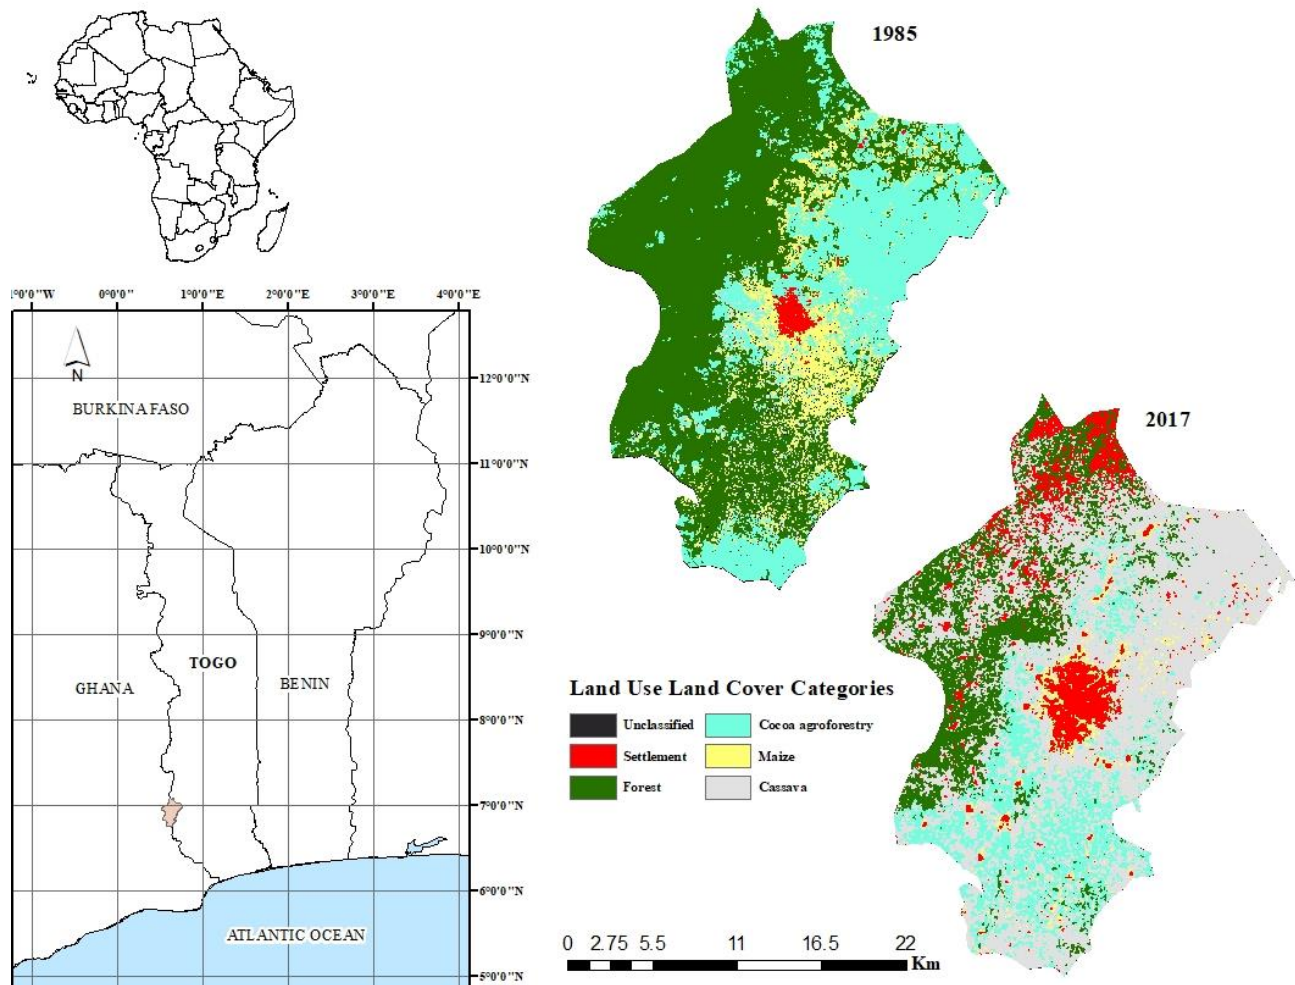 1985
1°0'0"W 0°0'0" 1°0'0"E 2°0'0"E 3°0'0"E 4°0'0"E
N
12°0'0"N
BURKINA FASO
2017
11°0'0"N
10°0'0"N
9°0'0"N
TOGO
GHANA
BENIN
8°0'0"N
Land Use Land Cover Categories
Unclassified Cocoa agroforestry
Settlement Maize
Forest Cassava
7°0'0"N
6°0'0"N
ATLANTIC OCEAN
5°0'0"N
0 2.75 5.5 11 16.5 22
Km